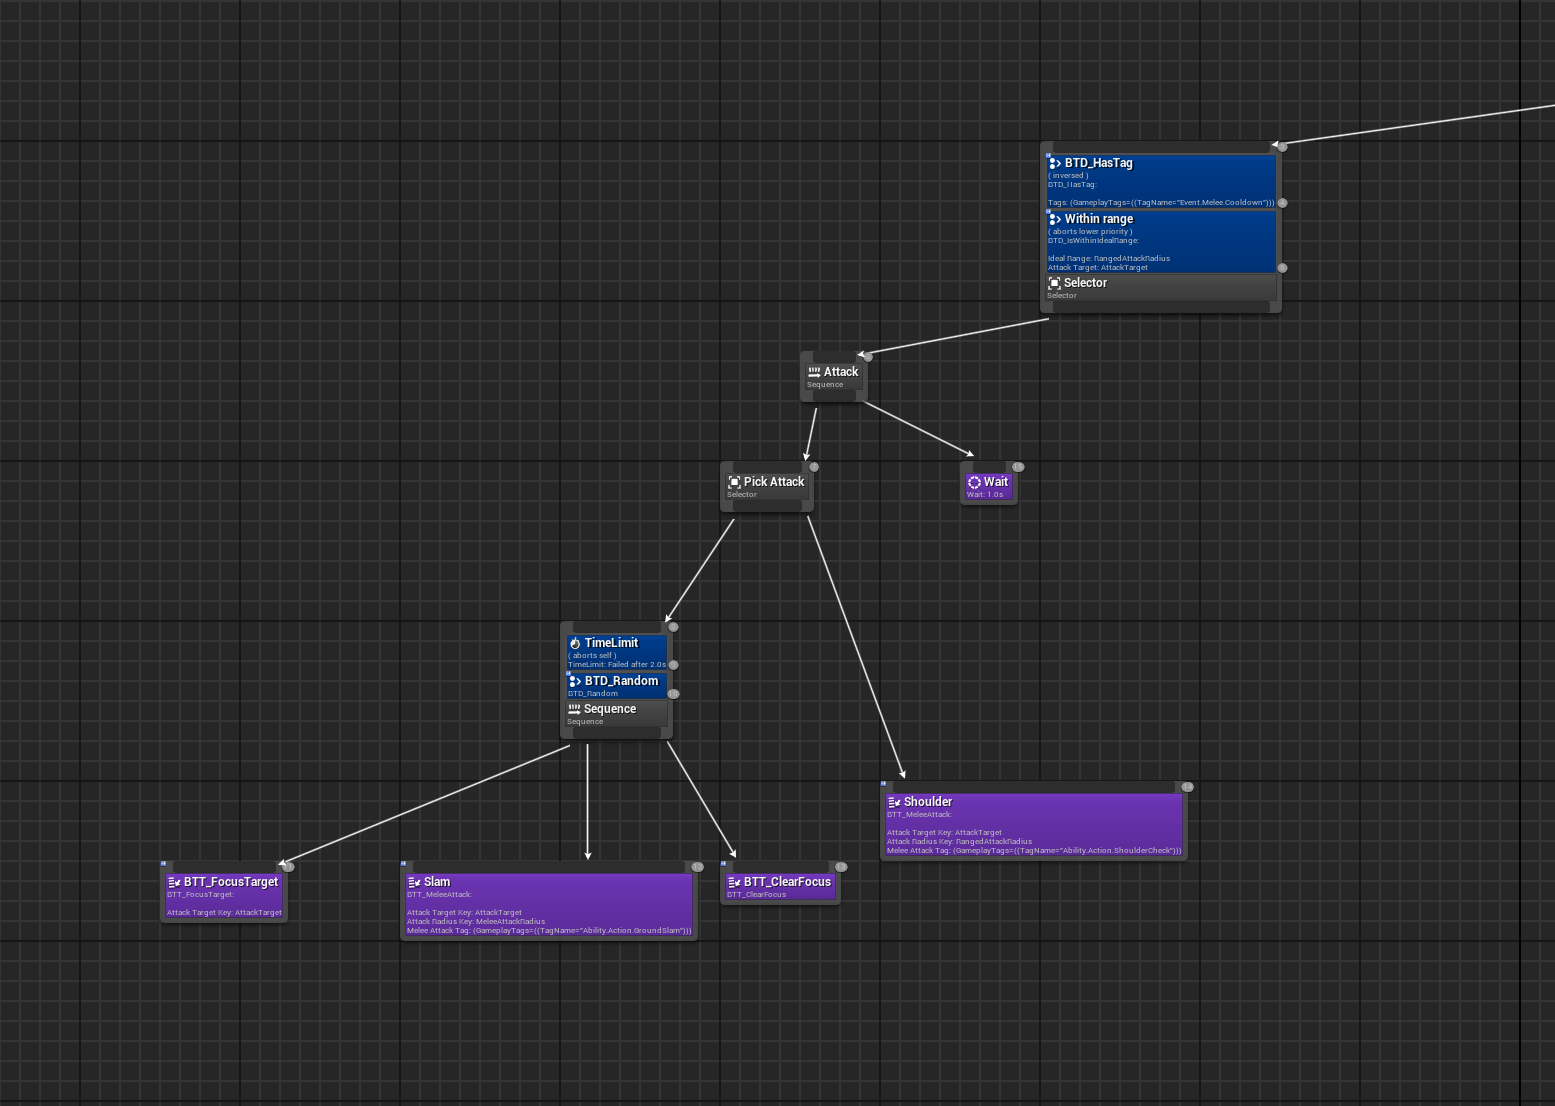 BTD_HasTag
( inversed )
BTD_HasTag:
Tags: (GameplayTags=((TagName="Event.Melee.Cooldown")))
Within range
( aborts lower priority )
BTD_IsWithinIdealRange:
Ideal Range: RangedAttackRadius
Attack Target: AttackTarget
Selector
Selector
Attack
Sequence
Pick Attack
Selector
Wait
Wait: 1.0s
TimeLimit
( aborts self )
TimeLimit: Failed after 2.0s
BTD_Random
BTD_Random
Sequence
Sequence
Shoulder
BTT_MeleeAttack:
Attack Target Key: AttackTarget
Attack Radius Key: RangedAttackRadius
Melee Attack Tag: (GameplayTags=((TagName="Ability.Action.ShoulderCheck")))
BTT_FocusTarget
BTT_FocusTarget:
Attack Target Key: AttackTarget
Slam
BTT_MeleeAttack:
Attack Target Key: AttackTarget
Attack Radius Key: MeleeAttackRadius
Melee Attack Tag: (GameplayTags=((TagName="Ability.Action.GroundSlam")))
BTT_ClearFocus
BTT_ClearFocus